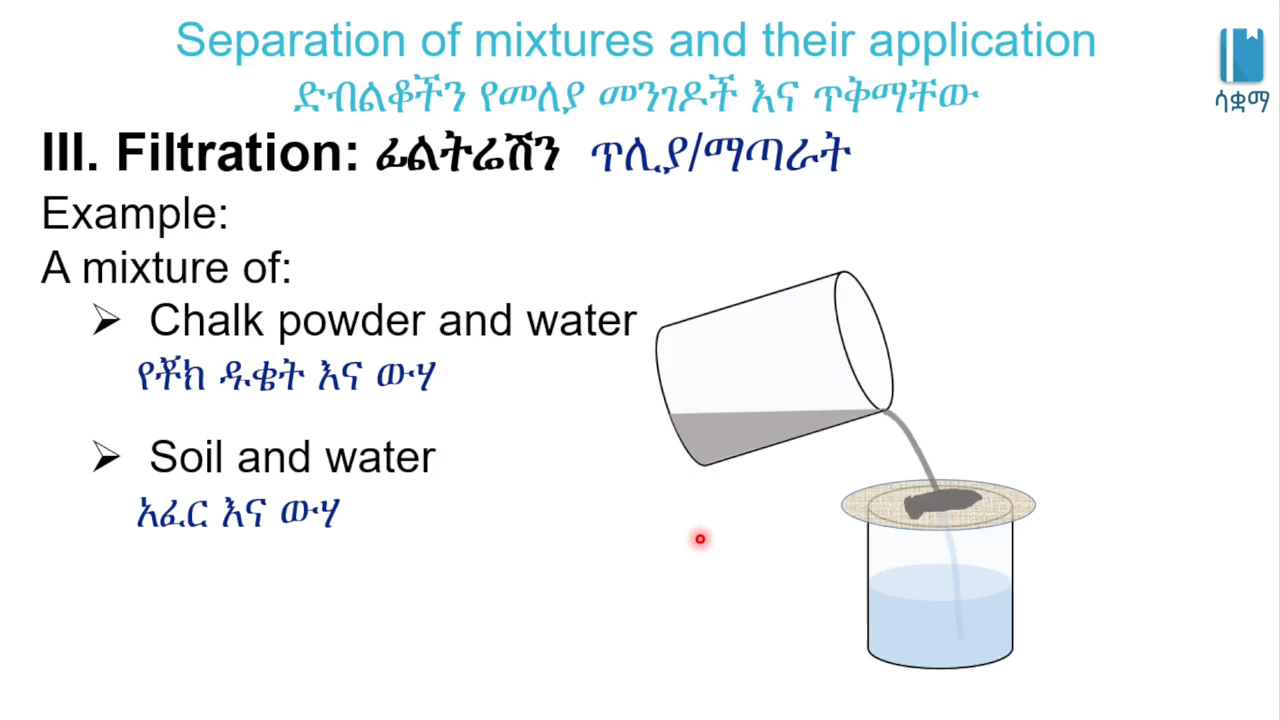 Separation of mixtures and their application
ድብልቆችን የመለያ መንገዶች እና ጥቅማቸው
ሳቋማ
III. Filtration: ፊልትሬሽን ጥሊያ/ማጣራት
Example:
A mixture of:
➢ Chalk powder and water
የቾክ ዱቄት እና ውሃ
➢ Soil and water
አፈር እና ውሃ